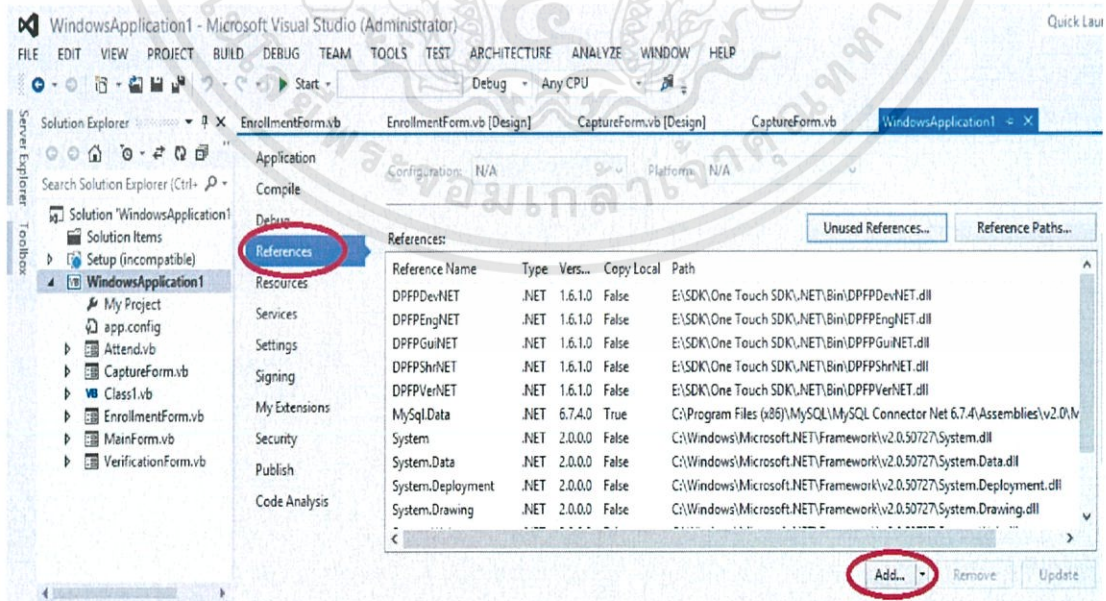 WindowsApplication1 - Microsoft Visual Studio (Administrator)
Quick Laun
FILE EDIT VIEW PROJECT BUILD DEBUG TEAM TOOLS TEST ARCHITECTURE ANALYZE WINDOW HELP
Start Debug Any CPU
Server Explorer
Toolbox
Solution Explorer
Search Solution Explorer (Ctrl+
Solution 'WindowsApplication1
Solution Items
Setup (incompatible)
WindowsApplication1
My Project
app.config
Attend.vb
CaptureForm.vb
Class1.vb
EnrollmentForm.vb
MainForm.vb
VerificationForm.vb
EnrollmentForm.vb EnrollmentForm.vb [Design] CaptureForm.vb [Design] CaptureForm.vb WindowsApplication1
Application
Compile
Debug
References
Resources
Services
Settings
Signing
My Extensions
Security
Publish
Code Analysis
Configuration: N/A Platform: N/A
Unused References... Reference Paths...
References:
Reference Name Type Vers... Copy Local Path
DPFPDevNET .NET 1.6.1.0 False E:\SDK\One Touch SDK\.NET\Bin\DPFPDevNET.dll
DPFPEngNET .NET 1.6.1.0 False E:\SDK\One Touch SDK\.NET\Bin\DPFPEngNET.dll
DPFPGuiNET .NET 1.6.1.0 False E:\SDK\One Touch SDK\.NET\Bin\DPFPGuiNET.dll
DPFPShrNET .NET 1.6.1.0 False E:\SDK\One Touch SDK\.NET\Bin\DPFPShrNET.dll
DPFPVerNET .NET 1.6.1.0 False E:\SDK\One Touch SDK\.NET\Bin\DPFPVerNET.dll
MySql.Data .NET 6.7.4.0 True C:\Program Files (x86)\MySQL\MySQL Connector Net 6.7.4\Assemblies\v2.0\M
System .NET 2.0.0.0 False C:\Windows\Microsoft.NET\Framework\v2.0.50727\System.dll
System.Data .NET 2.0.0.0 False C:\Windows\Microsoft.NET\Framework\v2.0.50727\System.Data.dll
System.Deployment .NET 2.0.0.0 False C:\Windows\Microsoft.NET\Framework\v2.0.50727\System.Deployment.dll
System.Drawing .NET 2.0.0.0 False C:\Windows\Microsoft.NET\Framework\v2.0.50727\System.Drawing.dll
Add... Remove Update